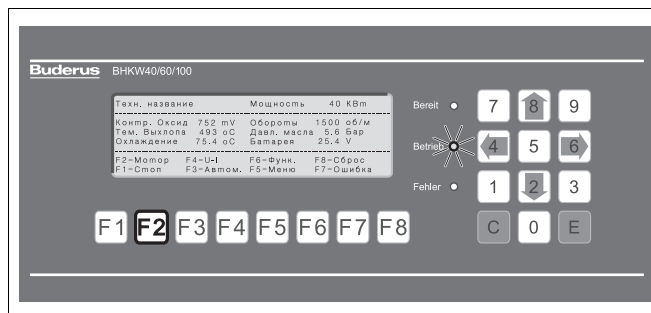 Buderus BHKW40/60/100
Техн. название Мощность 40 КВт
Контр. Оксид 752 mV Обороты 1500 об/м
Тем. Выхлопа 493 оС Давл. масла 5.6 Бар
Охлаждение 75.4 оС Батарея 25.4 V
F2-Мотор F4-U-I F6-Функ. F8-Сброс
F1-Стоп F3-Автом. F5-Меню F7-Ошибка
Bereit
Betrieb
Fehler
7 8 9
4 5 6
1 2 3
C 0 E
F1 F2 F3 F4 F5 F6 F7 F8